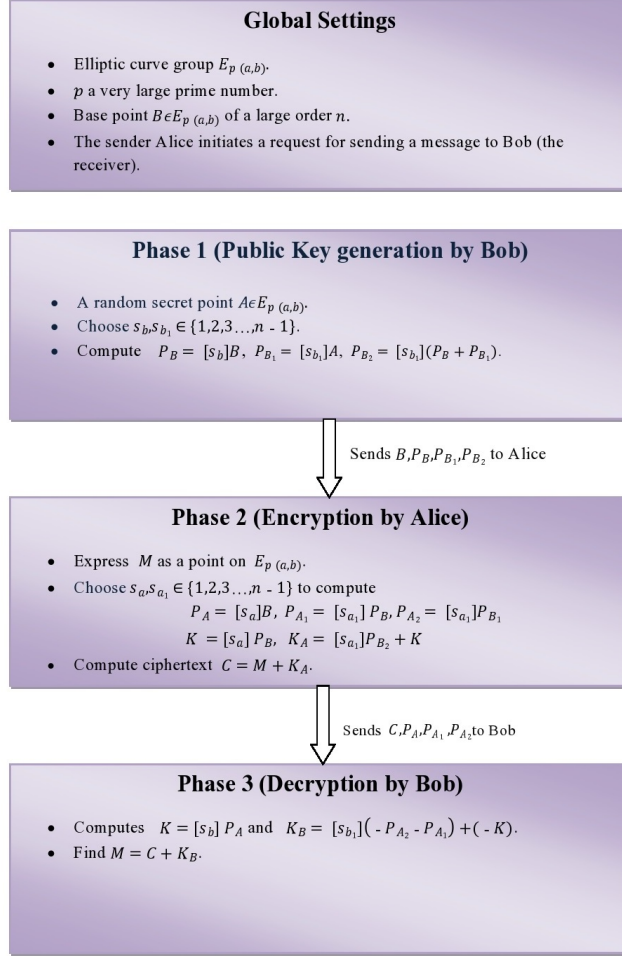 Global Settings
• Elliptic curve group E_p (a,b).
• p a very large prime number.
• Base point BϵE_p (a,b) of a large order n.
• The sender Alice initiates a request for sending a message to Bob (the
receiver).
Phase 1 (Public Key generation by Bob)
• A random secret point AϵE_p (a,b).
• Choose s_b,s_b₁ ∈ {1,2,3…,n - 1}.
• Compute P_B = [s_b]B, P_B₁ = [s_b₁]A, P_B₂ = [s_b₁](P_B + P_B₁).
Sends B,P_B,P_B₁,P_B₂ to Alice
Phase 2 (Encryption by Alice)
• Express M as a point on E_p (a,b).
• Choose s_a,s_a₁ ∈ {1,2,3…,n - 1} to compute
P_A = [s_a]B, P_A₁ = [s_a₁] P_B, P_A₂ = [s_a₁]P_B₁
K = [s_a] P_B, K_A = [s_a₁]P_B₂ + K
• Compute ciphertext C = M + K_A.
Sends C,P_A,P_A₁ ,P_A₂to Bob
Phase 3 (Decryption by Bob)
• Computes K = [s_b] P_A and K_B = [s_b₁]( - P_A₂ - P_A₁) +( - K).
• Find M = C + K_B.